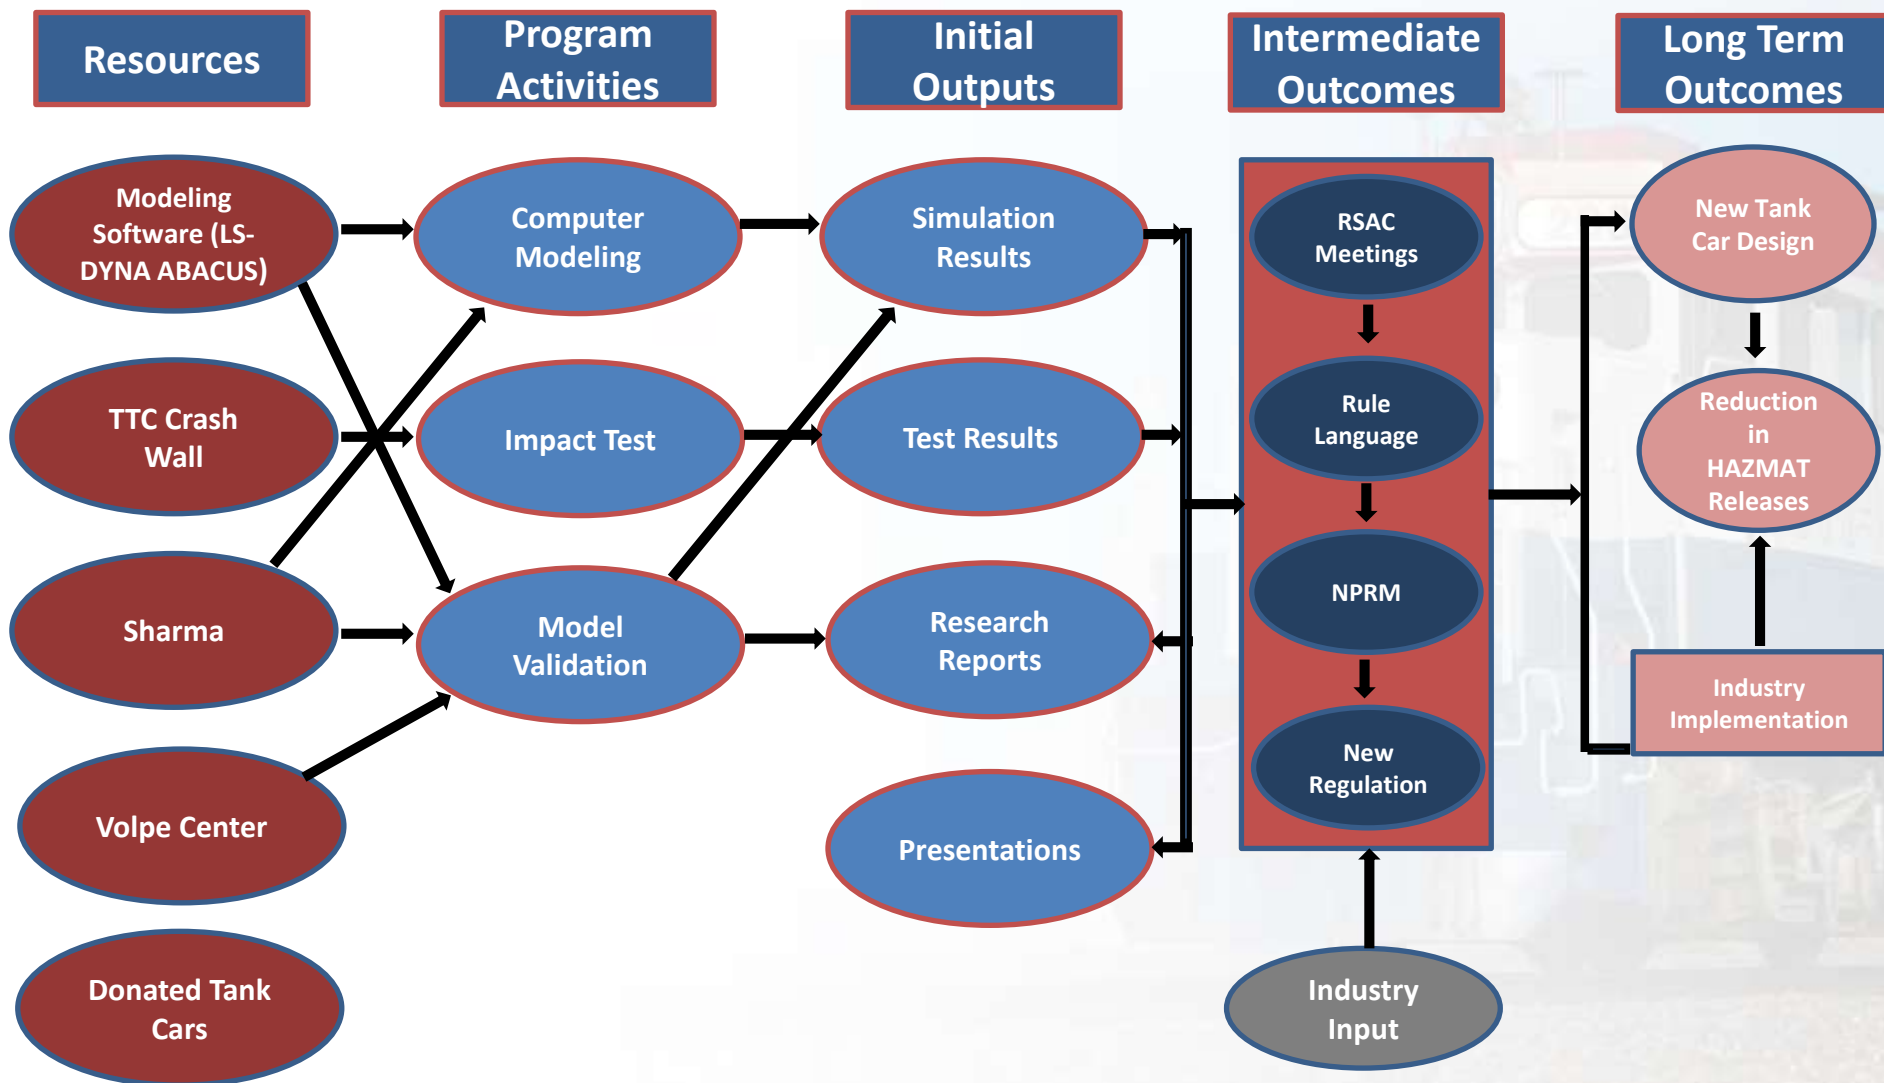 Resources
Program
Activities
Initial
Outputs
Intermediate
Outcomes
Long Term
Outcomes
Modeling
Software (LS-
DYNA ABACUS)
TTC Crash
Wall
Sharma
Volpe Center
Donated Tank
Cars
Computer
Modeling
Impact Test
Model
Validation
Simulation
Results
Test Results
Research
Reports
Presentations
RSAC
Meetings
Rule
Language
NPRM
New
Regulation
Industry
Input
New Tank
Car Design
Reduction
in
HAZMAT
Releases
Industry
Implementation